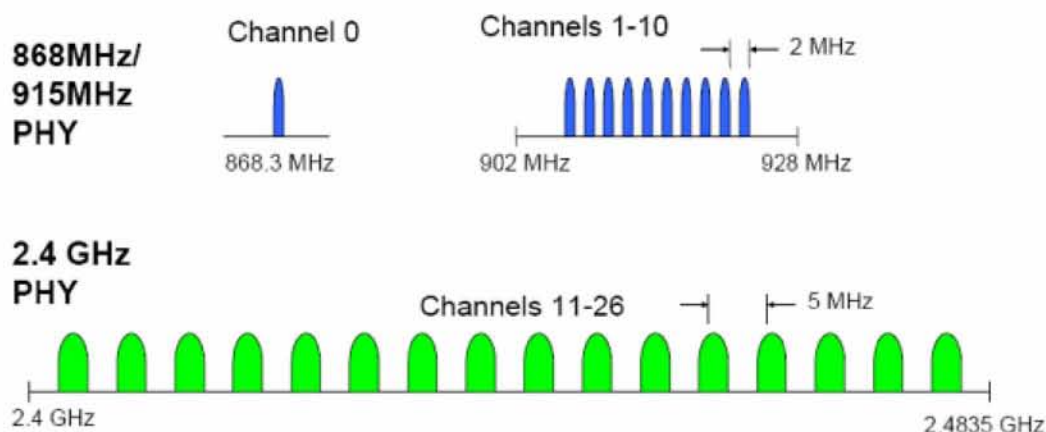 868MHz/
915MHz
PHY
Channel 0
868.3 MHz
Channels 1-10
2 MHz
902 MHz
928 MHz
2.4 GHz
PHY
Channels 11-26
5 MHz
2.4 GHz
2.4835 GHz